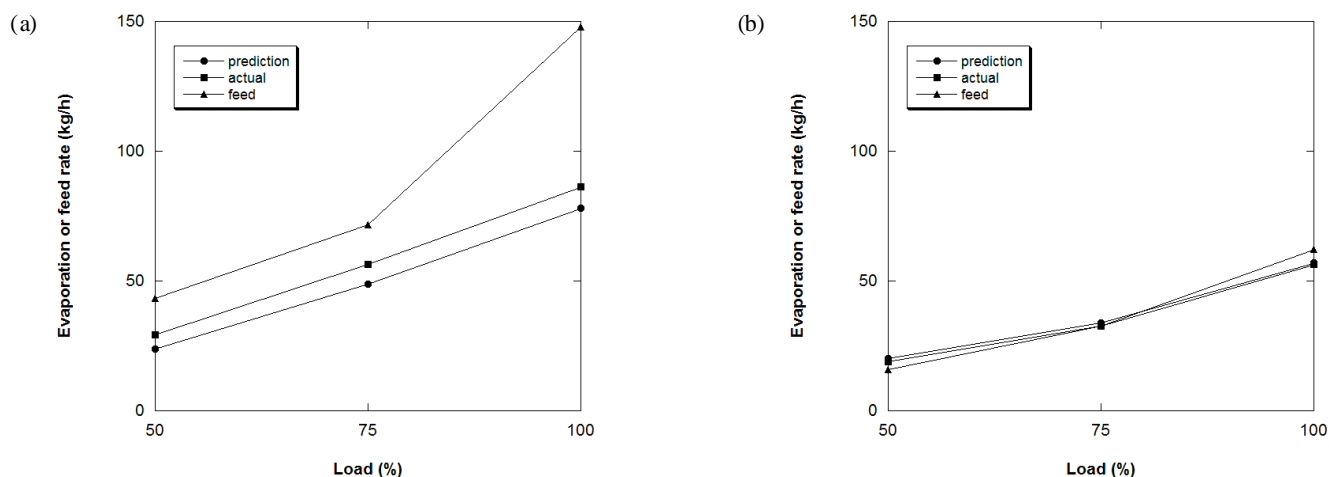 (a)
150
prediction
actual
feed
100
50
0
Evaporation or feed rate (kg/h)
50
75
100
Load (%)
(b)
150
prediction
actual
feed
100
50
0
Evaporation or feed rate (kg/h)
50
75
100
Load (%)